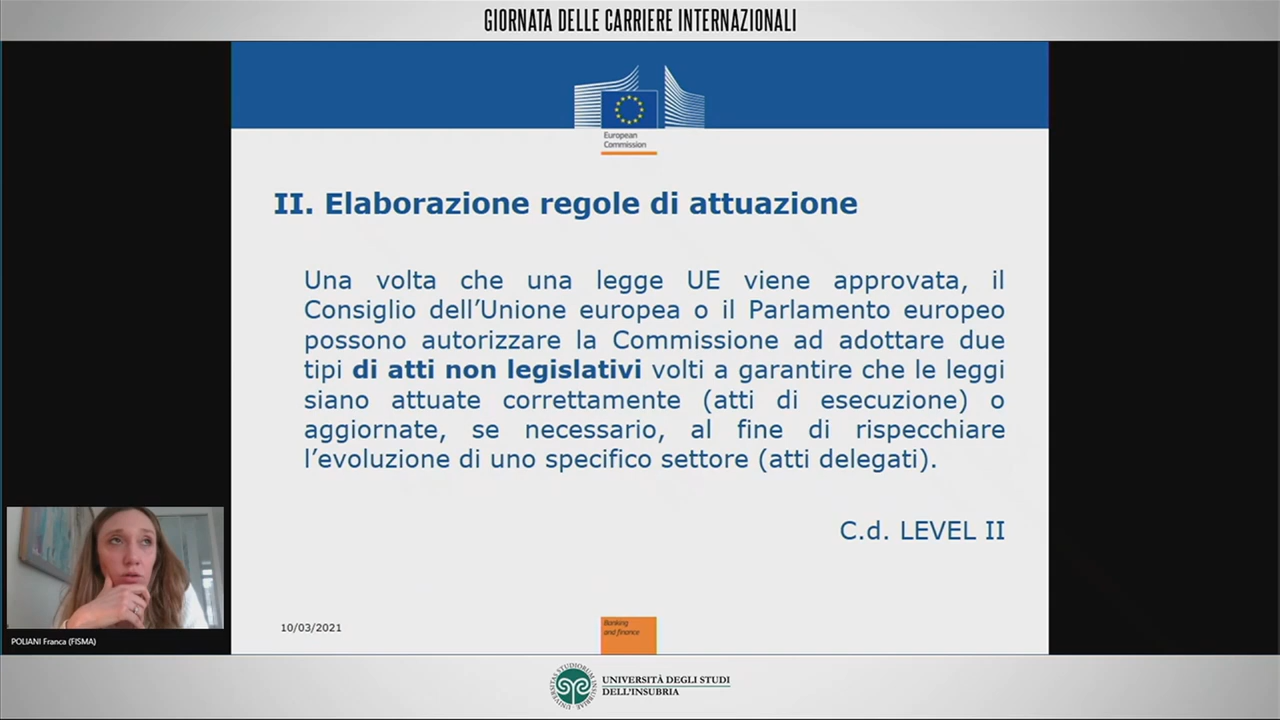 GIORNATA DELLE CARRIERE INTERNAZIONALI
European
Commission
II. Elaborazione regole di attuazione
Una volta che una legge UE viene approvata, il
Consiglio dell’Unione europea o il Parlamento europeo
possono autorizzare la Commissione ad adottare due
tipi di atti non legislativi volti a garantire che le leggi
siano attuate correttamente (atti di esecuzione) o
aggiornate, se necessario, al fine di rispecchiare
l’evoluzione di uno specifico settore (atti delegati).
C.d. LEVEL II
10/03/2021
Banking
and finance
POLIANI Franca (FISMA)
UNIVERSITÀ DEGLI STUDI
DELL'INSUBRIA